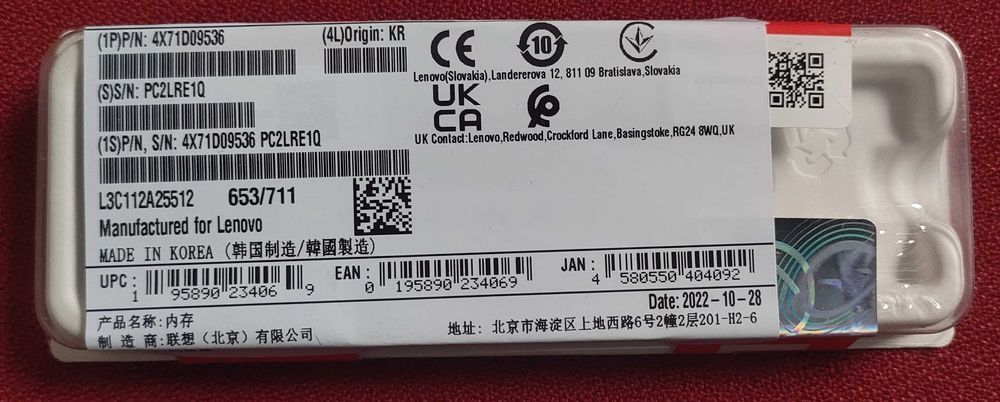 (1P)P/N: 4X71D09536
(4L)Origin: KR
(S)S/N: PC2LRE1Q
(1S)P/N, S/N: 4X71D09536 PC2LRE1Q
L3C112A25512 653/711
Manufactured for Lenovo
MADE IN KOREA (韩国制造/韓國製造)
CE
10
Lenovo(Slovakia),Landererova 12, 811 09 Bratislava,Slovakia
UK
CA
UK Contact:Lenovo,Redwood,Crockford Lane,Basingstoke,RG24 8WQ,UK
UPC: 1 95890 23406 9
EAN: 0 195890 234069
JAN: 4 580550 404092
Date: 2022-10-28
产品名称:内存
制 造 商:联想（北京）有限公司
地址: 北京市海淀区上地西路6号2幢2层201-H2-6